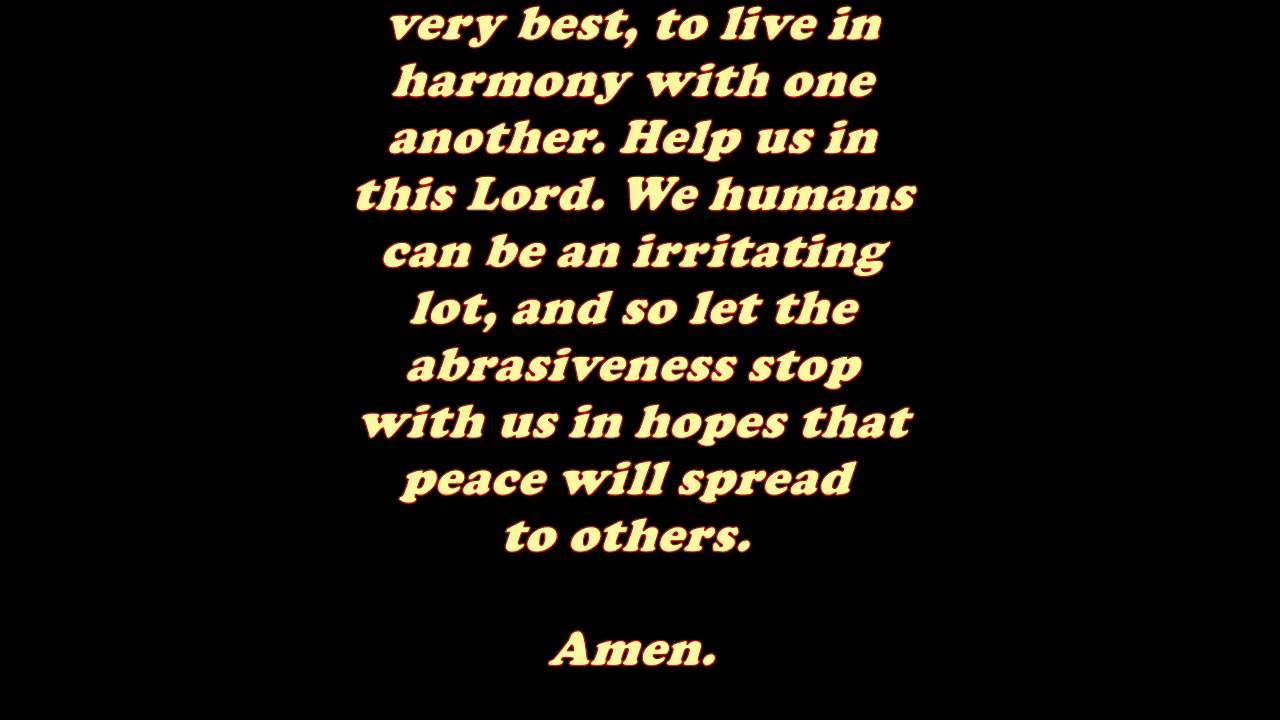 very best, to live in
harmony with one
another. Help us in
this Lord. We humans
can be an irritating
lot, and so let the
abrasiveness stop
with us in hopes that
peace will spread
to others.
Amen.